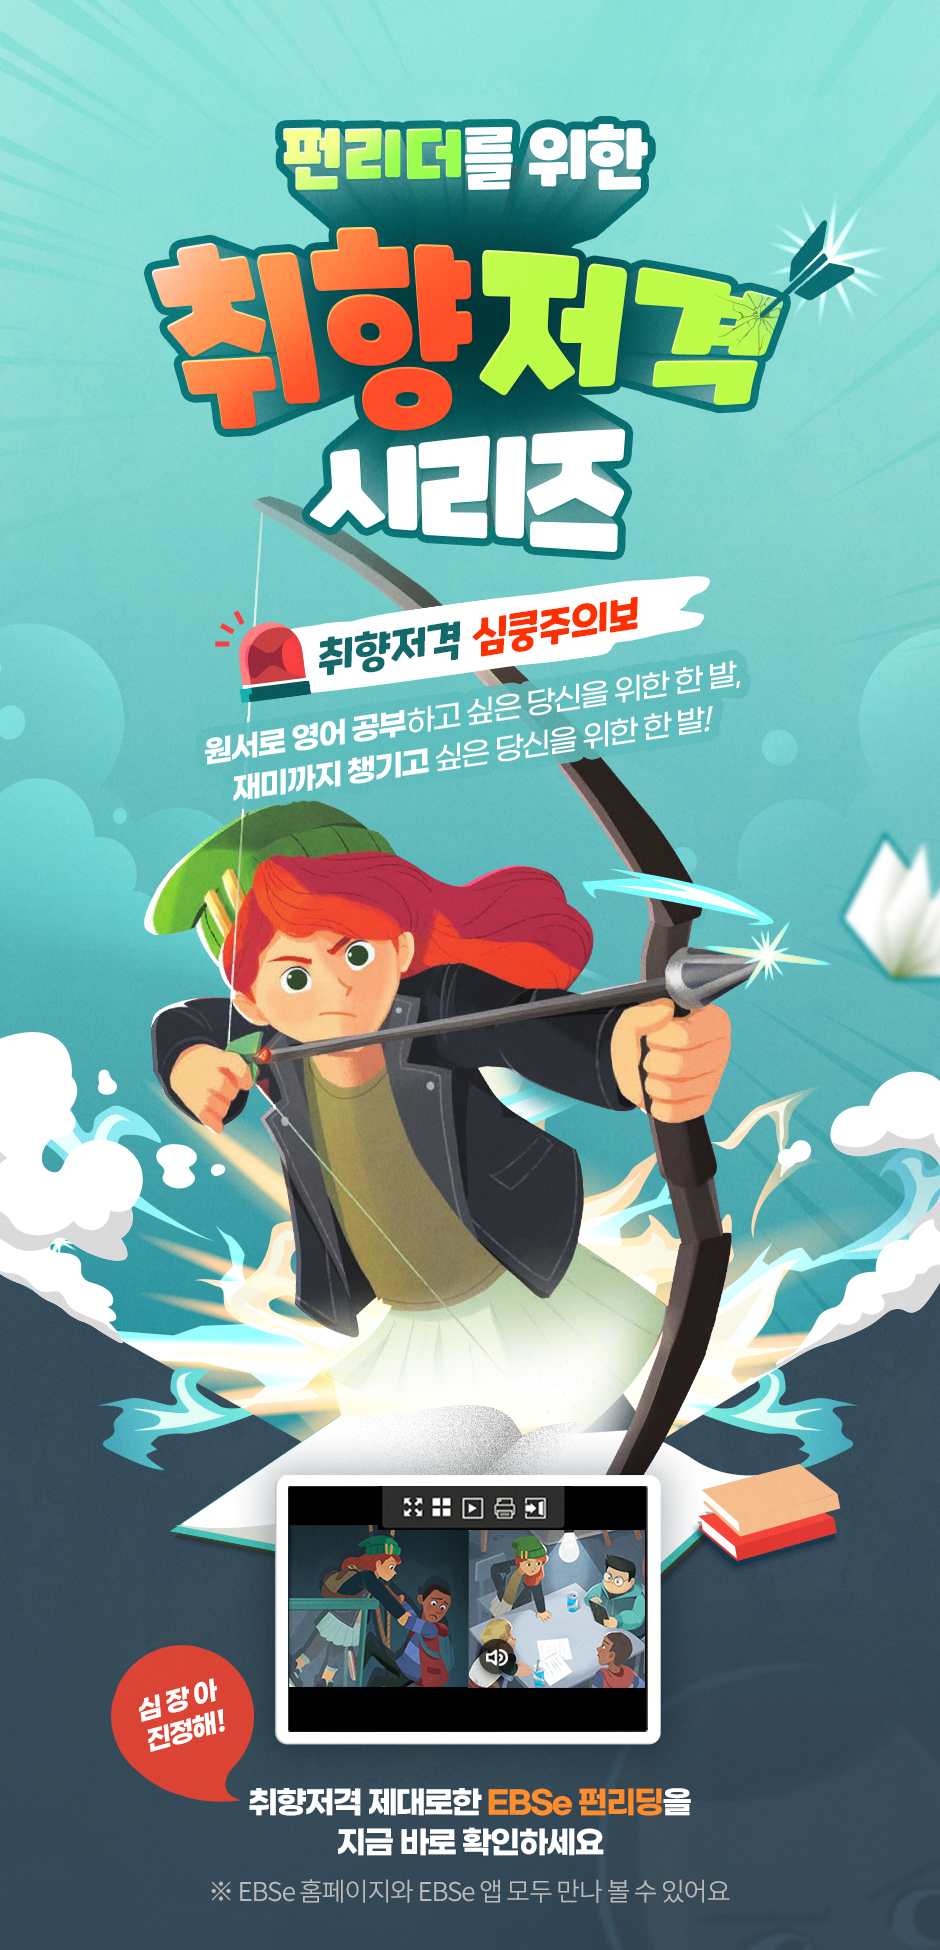 펀리더를 위한
취향저격
시리즈
취향저격 심쿵주의보
원서로 영어 공부하고 싶은 당신을 위한 한 발,
재미까지 챙기고 싶은 당신을 위한 한 발!
심장아
진정해!
취향저격 제대로한 EBSe 펀리딩을
지금 바로 확인하세요
※ EBSe 홈페이지와 EBSe 앱 모두 만나 볼 수 있어요